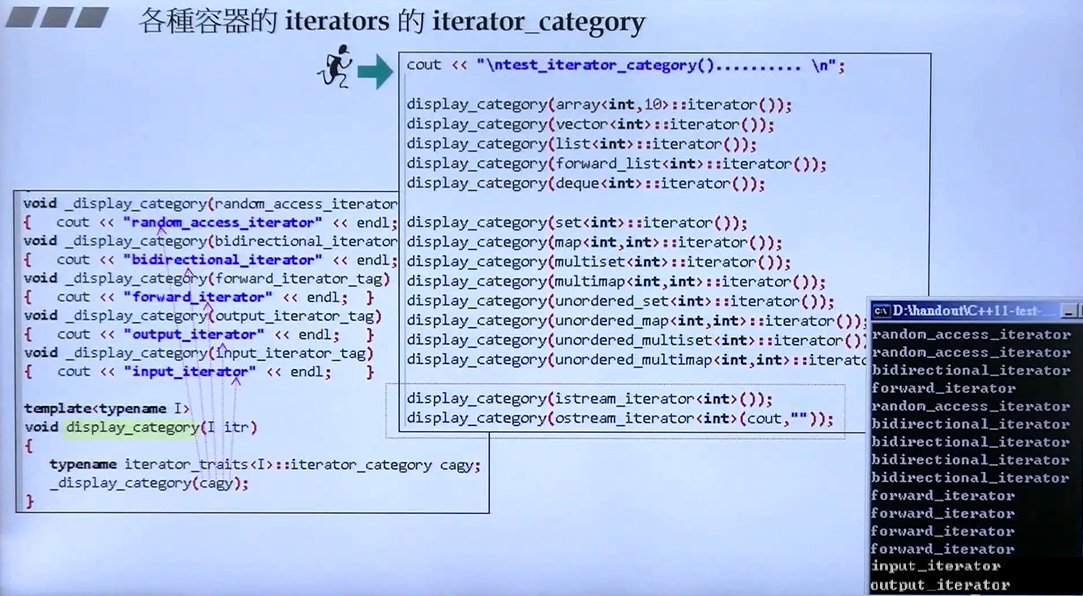 各種容器的 iterators 的 iterator_category
cout << "\ntest_iterator_category().......... \n";
display_category(array<int,10>::iterator());
display_category(vector<int>::iterator());
display_category(list<int>::iterator());
display_category(forward_list<int>::iterator());
display_category(deque<int>::iterator());
display_category(set<int>::iterator());
display_category(map<int,int>::iterator());
display_category(multiset<int>::iterator());
display_category(multimap<int,int>::iterator());
display_category(unordered_set<int>::iterator());
display_category(unordered_map<int,int>::iterator());
display_category(unordered_multiset<int>::iterator())
display_category(unordered_multimap<int,int>::iterato
display_category(istream_iterator<int>());
display_category(ostream_iterator<int>(cout,""));
void _display_category(random_access_iterator
{ cout << "random_access_iterator" << endl;
void _display_category(bidirectional_iterator
{ cout << "bidirectional_iterator" << endl;
void _display_category(forward_iterator_tag)
{ cout << "forward_iterator" << endl; }
void _display_category(output_iterator_tag)
{ cout << "output_iterator" << endl; }
void _display_category(input_iterator_tag)
{ cout << "input_iterator" << endl; }
template<typename I>
void display_category(I itr)
{
typename iterator_traits<I>::iterator_category cagy;
_display_category(cagy);
}
D:\handout\C++11-test-...
random_access_iterator
random_access_iterator
bidirectional_iterator
forward_iterator
random_access_iterator
bidirectional_iterator
bidirectional_iterator
bidirectional_iterator
bidirectional_iterator
forward_iterator
forward_iterator
forward_iterator
forward_iterator
input_iterator
output_iterator